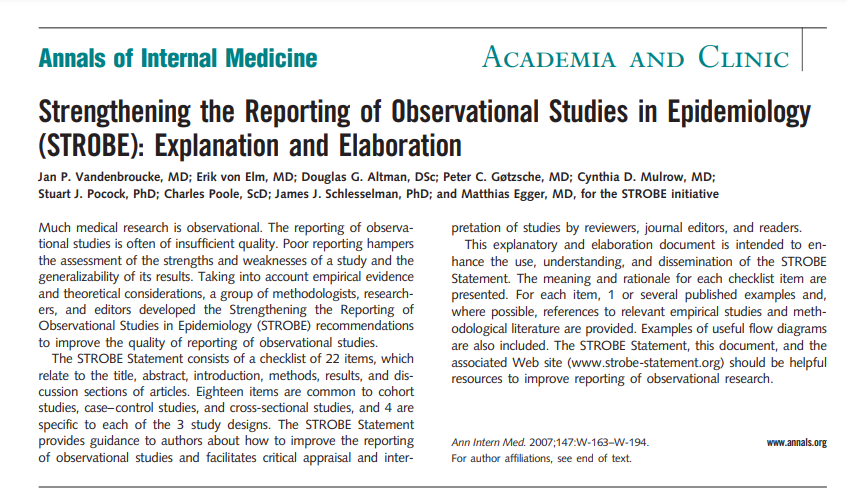 Annals of Internal Medicine
ACADEMIA AND CLINIC
Strengthening the Reporting of Observational Studies in Epidemiology
(STROBE): Explanation and Elaboration
Jan P. Vandenbroucke, MD; Erik von Elm, MD; Douglas G. Altman, DSc; Peter C. Gøtzsche, MD; Cynthia D. Mulrow, MD;
Stuart J. Pocock, PhD; Charles Poole, ScD; James J. Schlesselman, PhD; and Matthias Egger, MD, for the STROBE initiative
Much medical research is observational. The reporting of observa-
tional studies is often of insufficient quality. Poor reporting hampers
the assessment of the strengths and weaknesses of a study and the
generalizability of its results. Taking into account empirical evidence
and theoretical considerations, a group of methodologists, research-
ers, and editors developed the Strengthening the Reporting of
Observational Studies in Epidemiology (STROBE) recommendations
to improve the quality of reporting of observational studies.
The STROBE Statement consists of a checklist of 22 items, which
relate to the title, abstract, introduction, methods, results, and dis-
cussion sections of articles. Eighteen items are common to cohort
studies, case–control studies, and cross-sectional studies, and 4 are
specific to each of the 3 study designs. The STROBE Statement
provides guidance to authors about how to improve the reporting
of observational studies and facilitates critical appraisal and inter-
pretation of studies by reviewers, journal editors, and readers.
This explanatory and elaboration document is intended to en-
hance the use, understanding, and dissemination of the STROBE
Statement. The meaning and rationale for each checklist item are
presented. For each item, 1 or several published examples and,
where possible, references to relevant empirical studies and meth-
odological literature are provided. Examples of useful flow diagrams
are also included. The STROBE Statement, this document, and the
associated Web site (www.strobe-statement.org) should be helpful
resources to improve reporting of observational research.
Ann Intern Med. 2007;147:W-163–W-194.
www.annals.org
For author affiliations, see end of text.